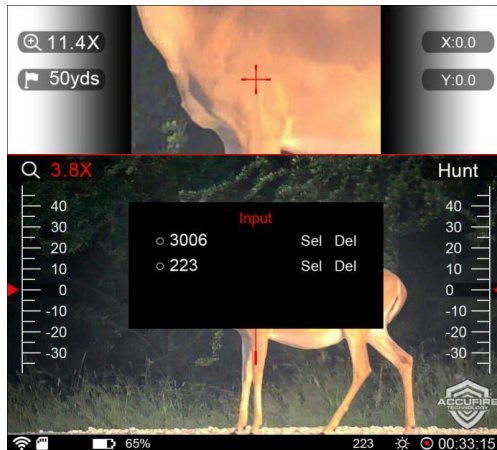 11.4X X:0.0
50yds Y:0.0
3.8X Hunt
Input
3006 Sel Del
223 Sel Del
40 40
30 30
20 20
10 10
0 0
-10 -10
-20 -20
-30 -30
ACCUFIRE
TECHNOLOGY
65% 223 00:33:15